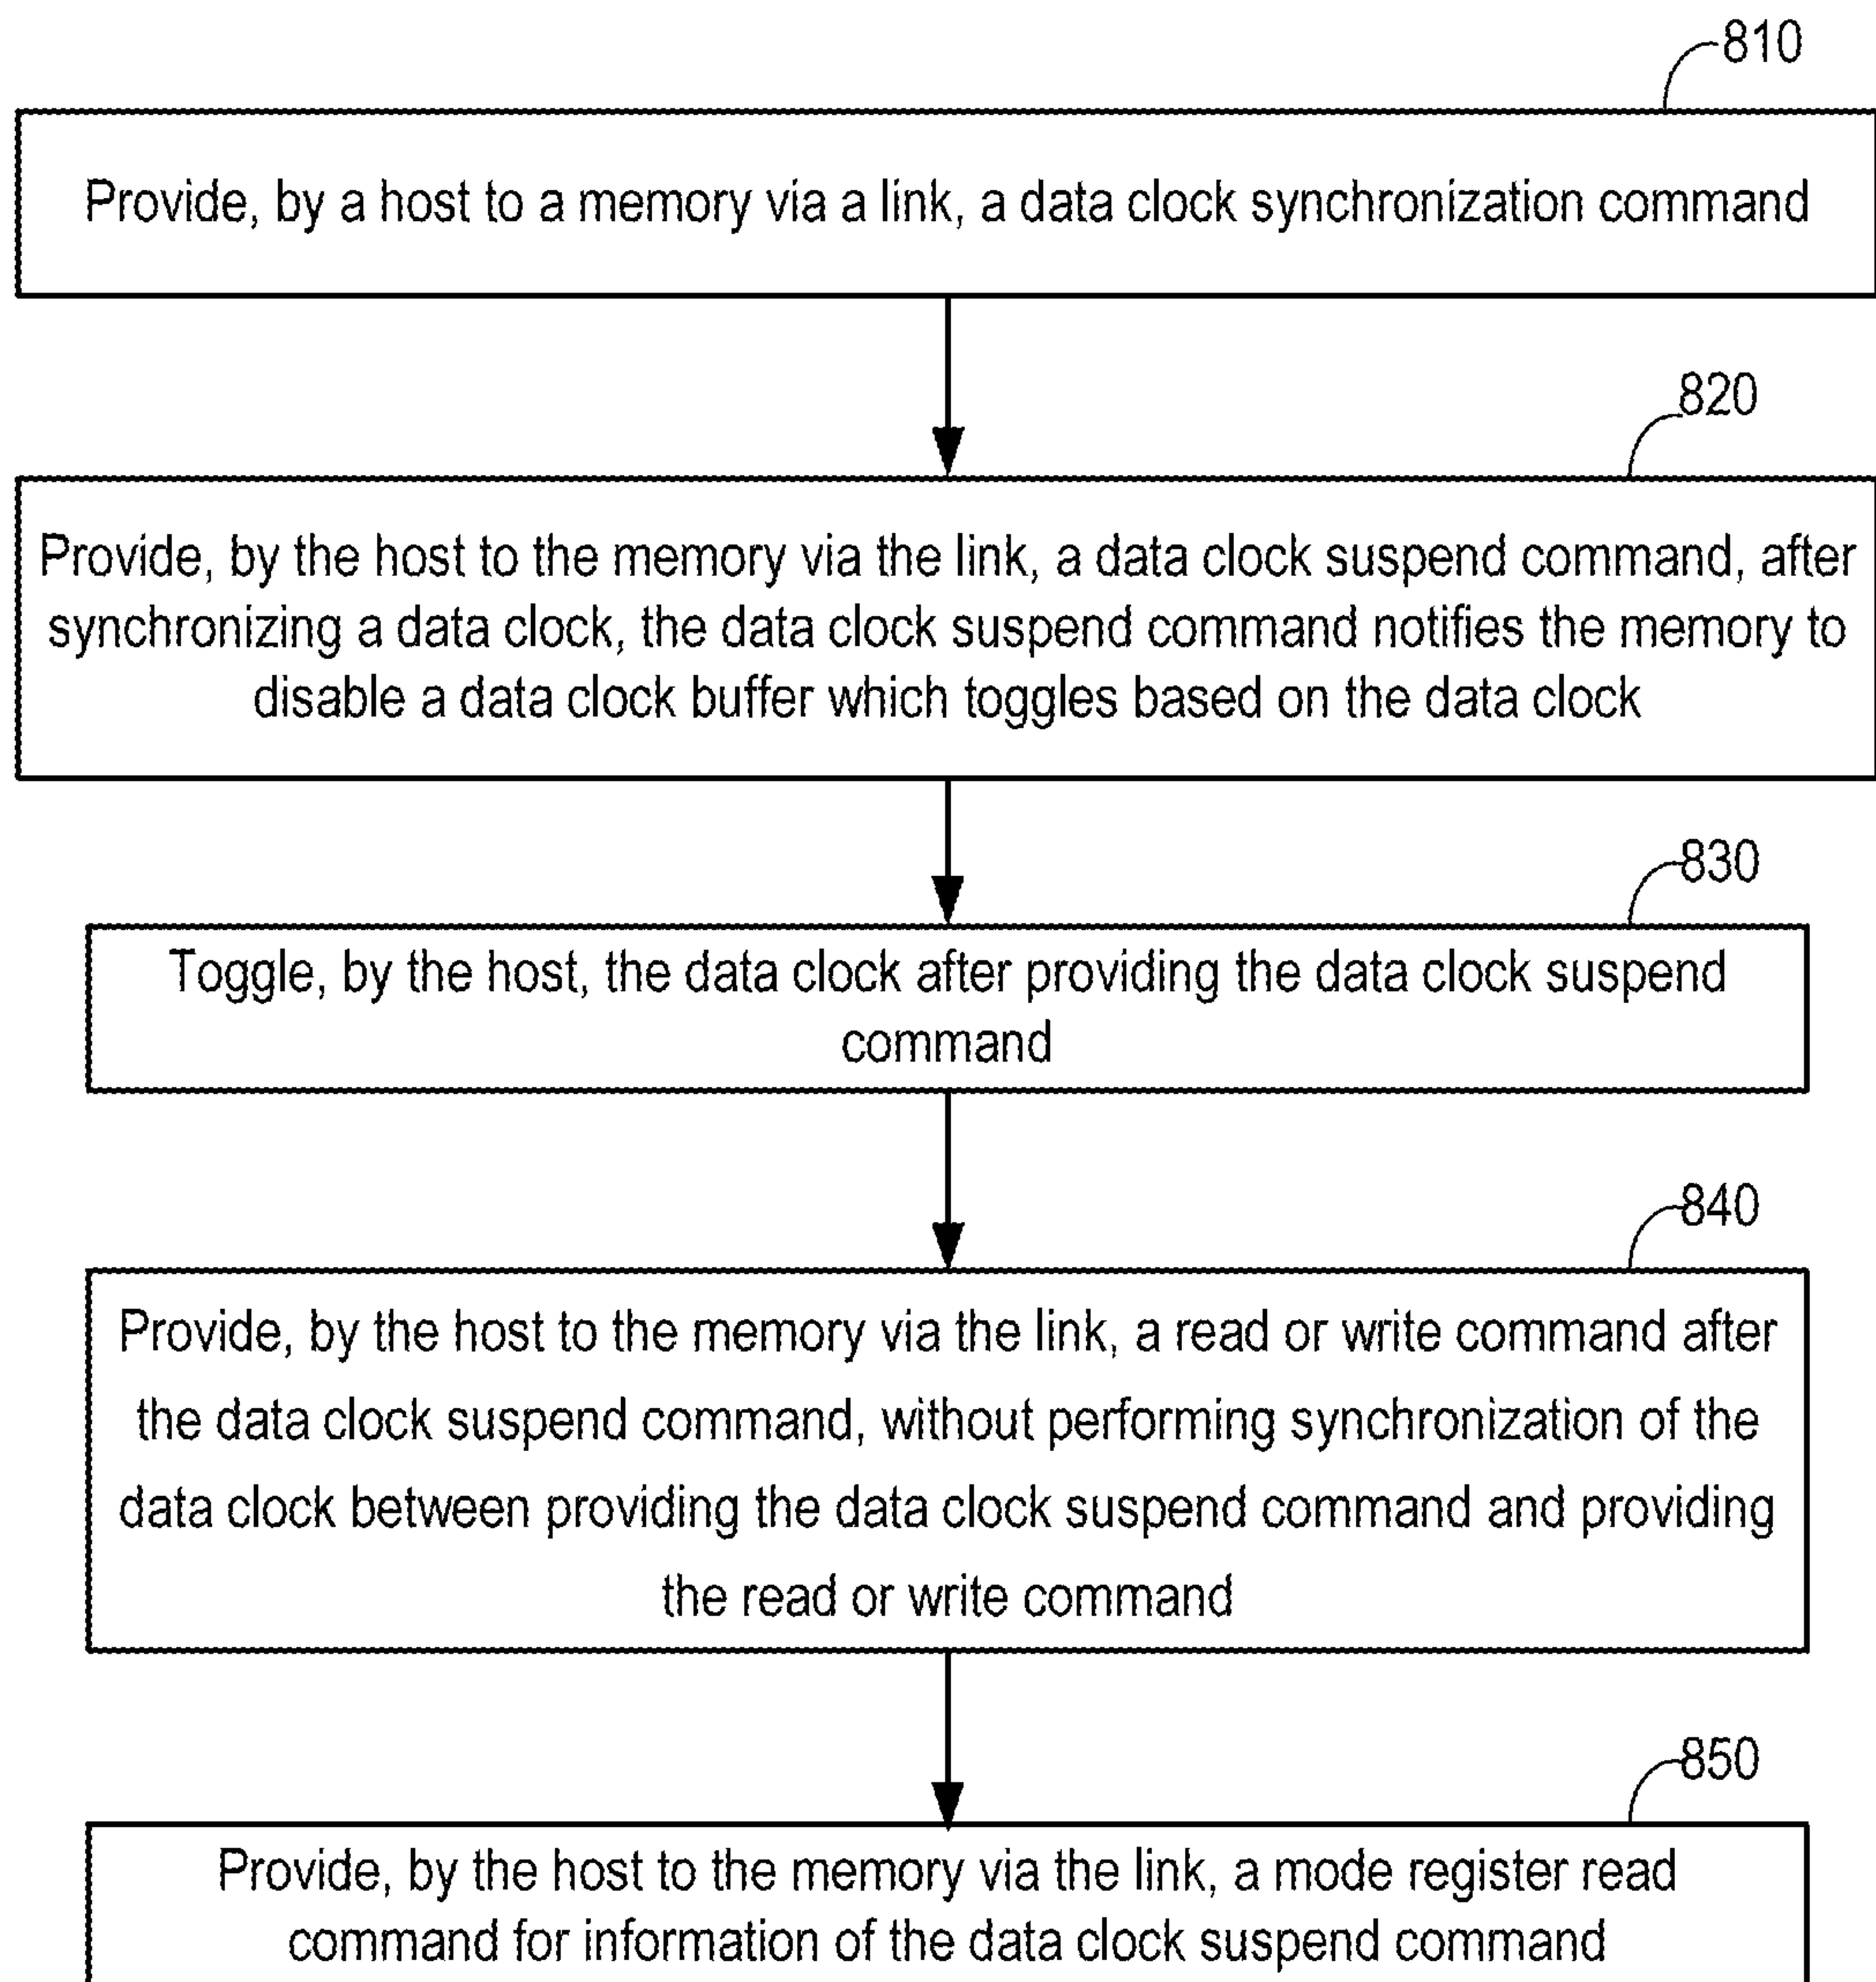 810
Provide, by a host to a memory via a link, a data clock synchronization command
820
Provide, by the host to the memory via the link, a data clock suspend command, after
synchronizing a data clock, the data clock suspend command notifies the memory to
disable a data clock buffer which toggles based on the data clock
830
Toggle, by the host, the data clock after providing the data clock suspend
command
840
Provide, by the host to the memory via the link, a read or write command after
the data clock suspend command, without performing synchronization of the
data clock between providing the data clock suspend command and providing
the read or write command
850
Provide, by the host to the memory via the link, a mode register read
command for information of the data clock suspend command